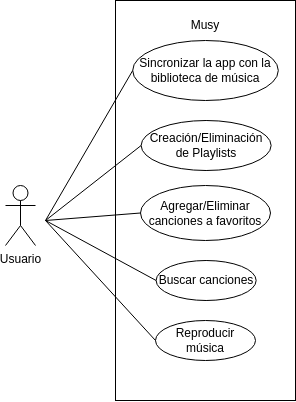 Musy
Sincronizar la app con la
biblioteca de música
Creación/Eliminación
de Playlists
Agregar/Eliminar
canciones a favoritos
Usuario
Buscar canciones
Reproducir
música